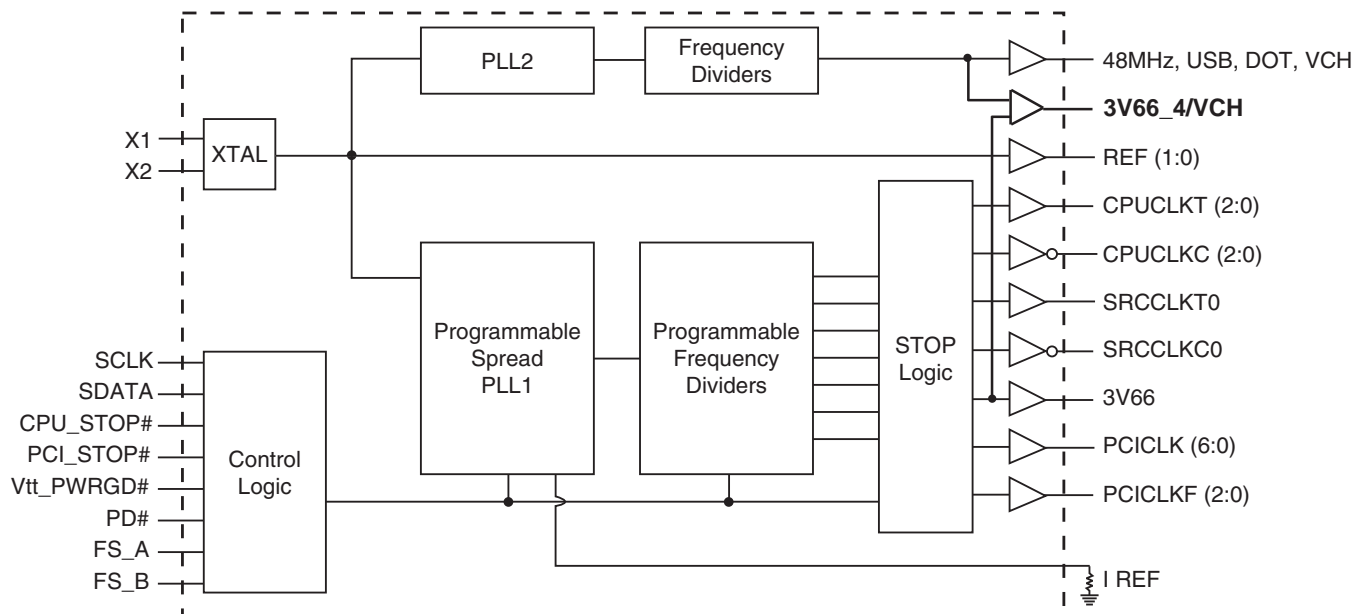 PLL2
Frequency
Dividers
48MHz, USB, DOT, VCH
3V66_4/VCH
X1
X2
XTAL
REF (1:0)
CPUCLKT (2:0)
CPUCLKC (2:0)
SRCCLKT0
SRCCLKC0
3V66
PCICLK (6:0)
PCICLKF (2:0)
I REF
Programmable
Spread
PLL1
Programmable
Frequency
Dividers
STOP
Logic
SCLK
SDATA
CPU_STOP#
PCI_STOP#
Vtt_PWRGD#
PD#
FS_A
FS_B
Control
Logic